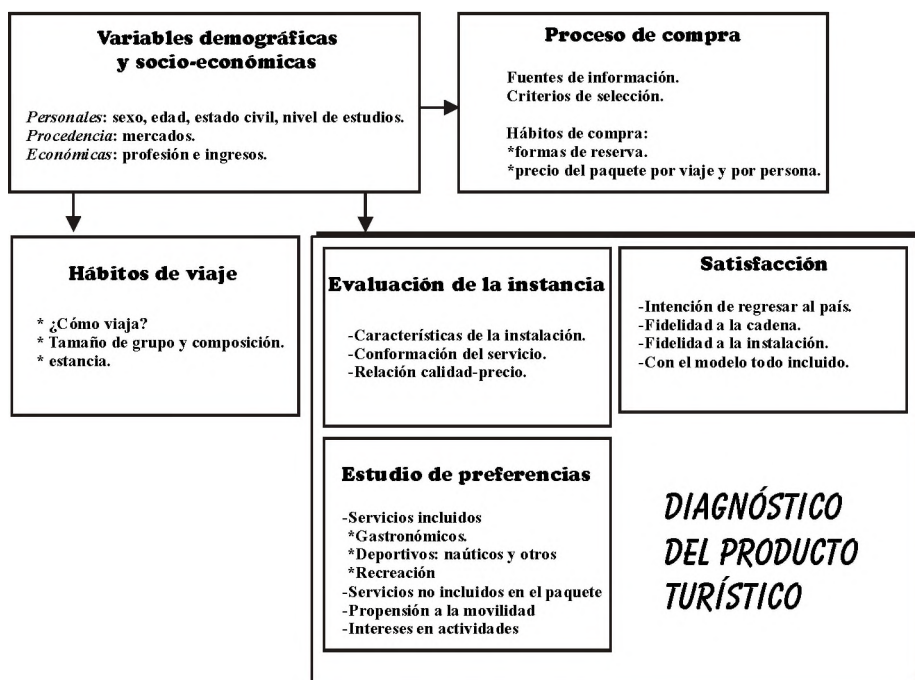 Variables demográficas
y socio-económicas
Personales: sexo, edad, estado civil, nivel de estudios.
Procedencia: mercados.
Económicas: profesión e ingresos.
Proceso de compra
Fuentes de información.
Criterios de selección.
Hábitos de compra:
*formas de reserva.
*precio del paquete por viaje y por persona.
Hábitos de viaje
* ¿Cómo viaja?
* Tamaño de grupo y composición.
* estancia.
Evaluación de la instancia
-Características de la instalación.
-Conformación del servicio.
-Relación calidad-precio.
Satisfacción
-Intención de regresar al país.
-Fidelidad a la cadena.
-Fidelidad a la instalación.
-Con el modelo todo incluido.
Estudio de preferencias
-Servicios incluidos
*Gastronómicos.
*Deportivos: naúticos y otros
*Recreación
-Servicios no incluidos en el paquete
-Propensión a la movilidad
-Intereses en actividades
DIAGNÓSTICO
DEL PRODUCTO
TURÍSTICO